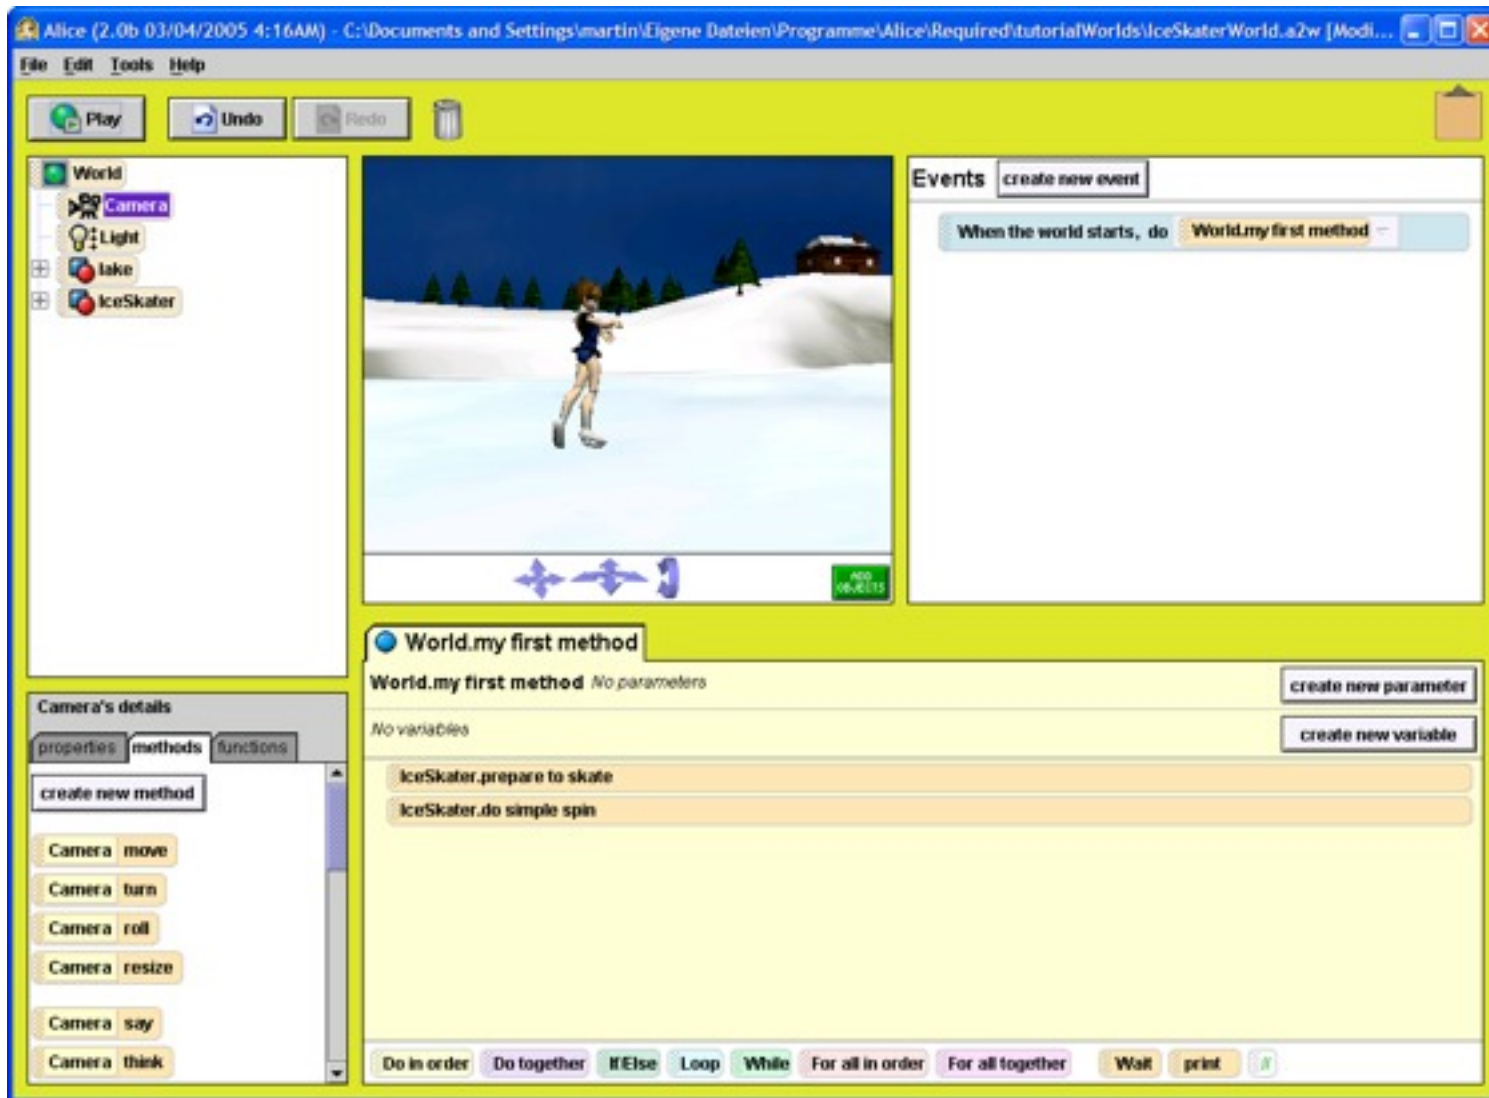 Alice (2.0b 03/04/2005 4:16AM) - C:\Documents and Settings\martin\Eigene Dateien\Programme\Alice\Required\tutorialWorlds\IceSkaterWorld.a2w [Modi...
File Edit Tools Help
Play Undo Redo
World
Camera
Light
lake
IceSkater
ADD
OBJECTS
Events create new event
When the world starts, do World.my first method
Camera's details
properties methods functions
create new method
Camera move
Camera turn
Camera roll
Camera resize
Camera say
Camera think
World.my first method
World.my first method No parameters
create new parameter
No variables
create new variable
IceSkater.prepare to skate
IceSkater.do simple spin
Do in order Do together If/Else Loop While For all in order For all together Wait print //